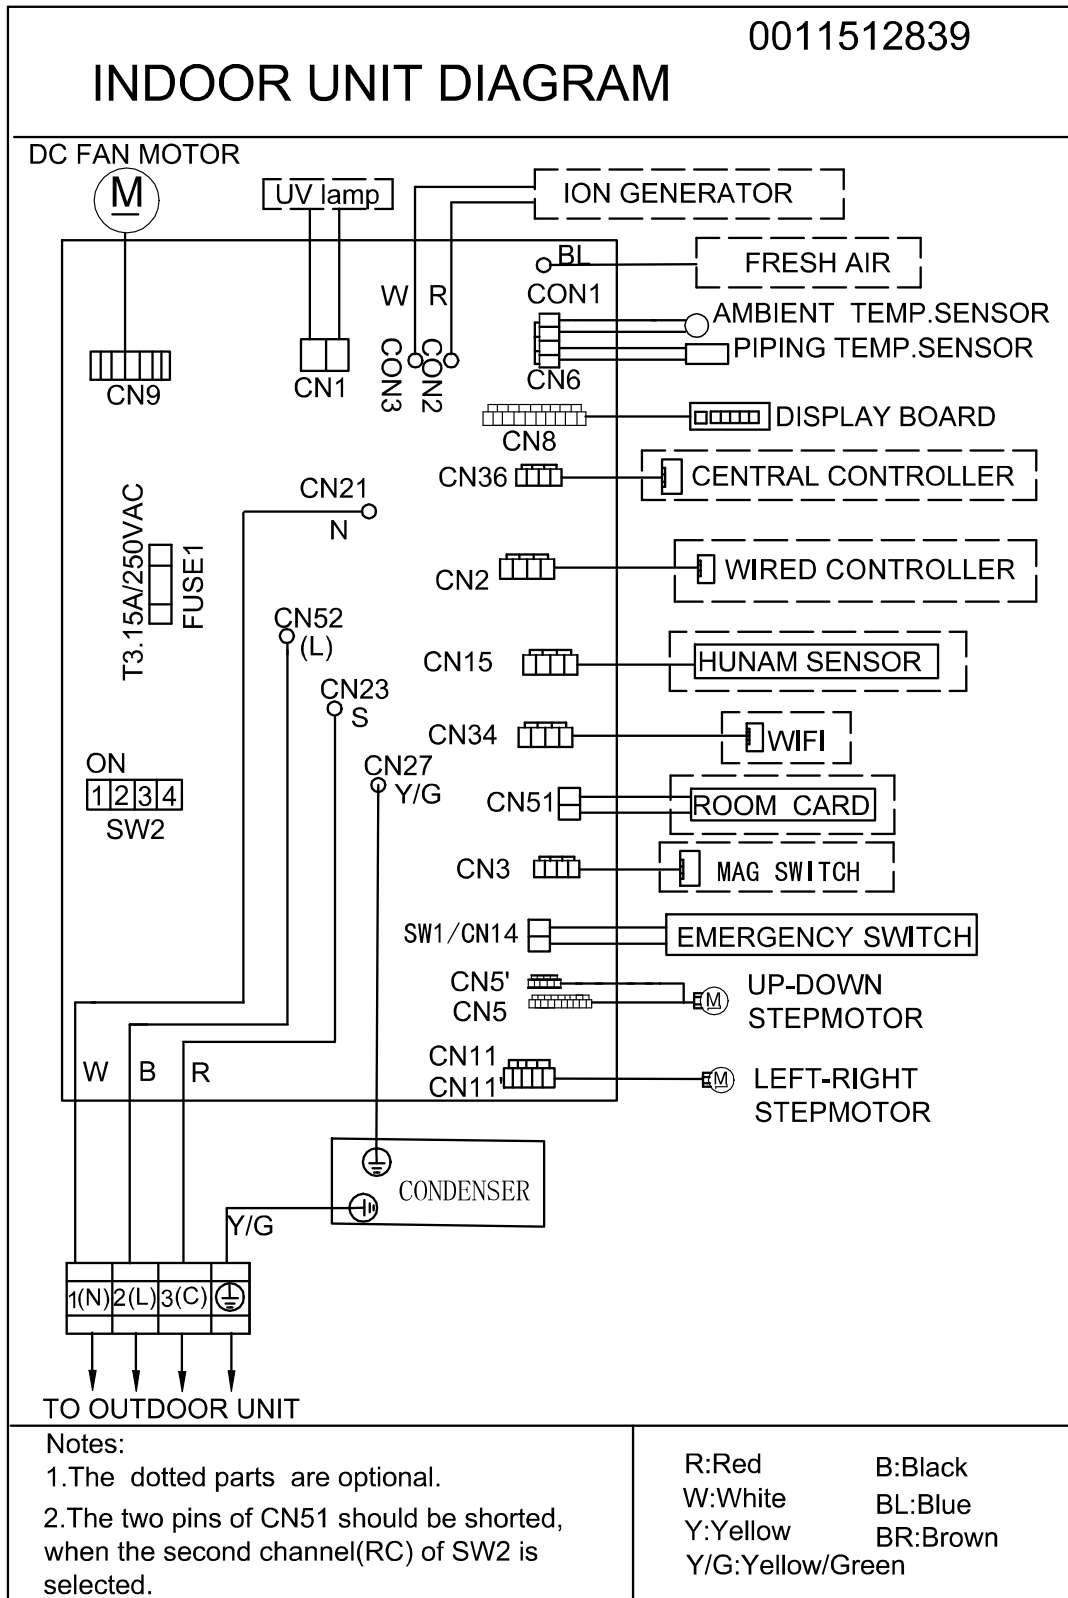 0011512839
INDOOR UNIT DIAGRAM
DC FAN MOTOR
M
UV lamp
ION GENERATOR
BL
FRESH AIR
W R
CON1
AMBIENT TEMP.SENSOR
PIPING TEMP.SENSOR
CN9
CN1
CON3
CON2
CN6
DISPLAY BOARD
CN8
CN36
CENTRAL CONTROLLER
CN21
N
T3.15A/250VAC
FUSE1
CN2
WIRED CONTROLLER
CN52
(L)
CN15
HUNAM SENSOR
CN23
S
CN34
WIFI
ON
1 2 3 4
SW2
CN27
Y/G
CN51
ROOM CARD
CN3
MAG SWITCH
SW1/CN14
EMERGENCY SWITCH
CN5'
CN5
M
UP-DOWN
STEPMOTOR
W B R
CN11
CN11'
M
LEFT-RIGHT
STEPMOTOR
CONDENSER
Y/G
1(N) 2(L) 3(C)
TO OUTDOOR UNIT
Notes:
1.The dotted parts are optional.
2.The two pins of CN51 should be shorted,
when the second channel(RC) of SW2 is
selected.
R:Red B:Black
W:White BL:Blue
Y:Yellow BR:Brown
Y/G:Yellow/Green